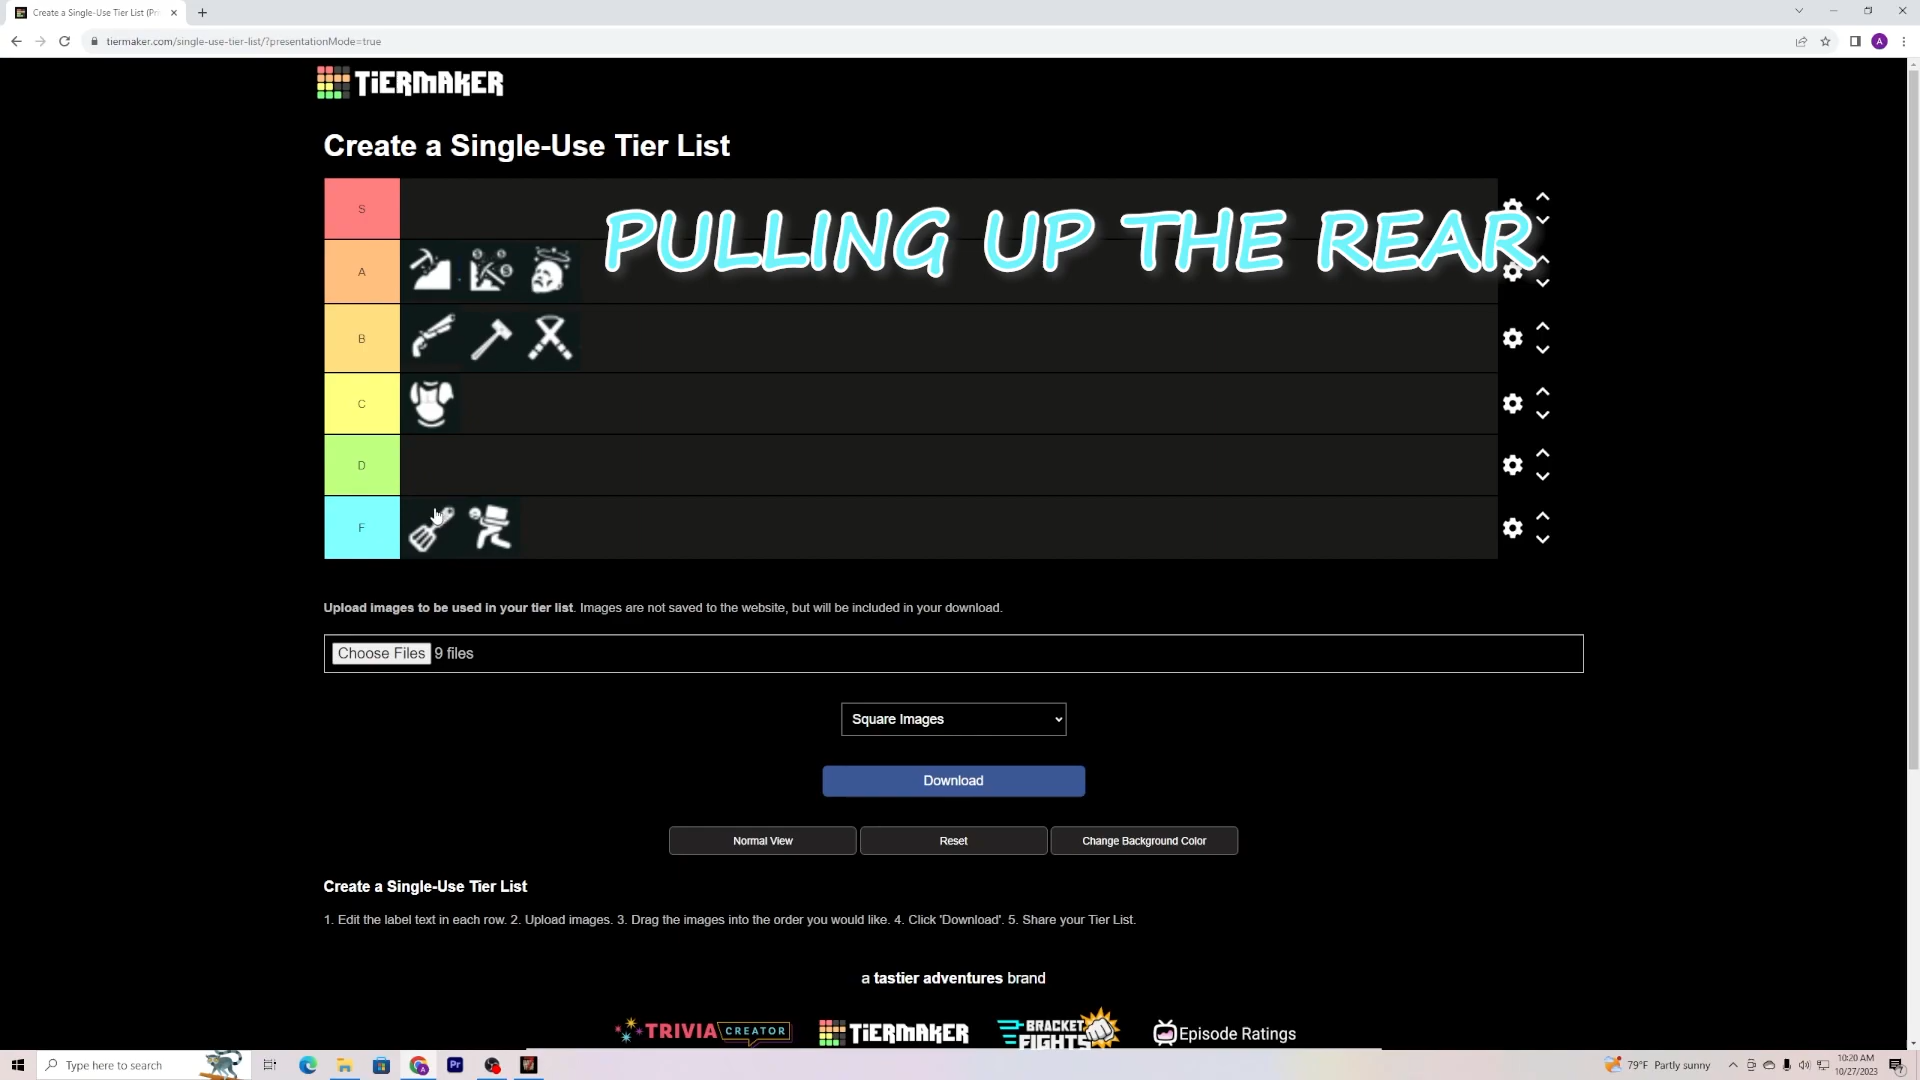 Create a Single-Use Tier List (Pr
tiermaker.com/single-use-tier-list/?presentationMode=true
A
TiERMAKER
Create a Single-Use Tier List
S
PULLING UP THE REAR
A
B
C
D
F
Upload images to be used in your tier list. Images are not saved to the website, but will be included in your download.
Choose Files 9 files
Square Images
Download
Normal View
Reset
Change Background Color
Create a Single-Use Tier List
1. Edit the label text in each row. 2. Upload images. 3. Drag the images into the order you would like. 4. Click 'Download'. 5. Share your Tier List.
a tastier adventures brand
TRIVIA CREATOR
TiERMAKER
BRACKET FIGHTS
Episode Ratings
Type here to search
Pr
79°F Partly sunny
10:20 AM
10/27/2023